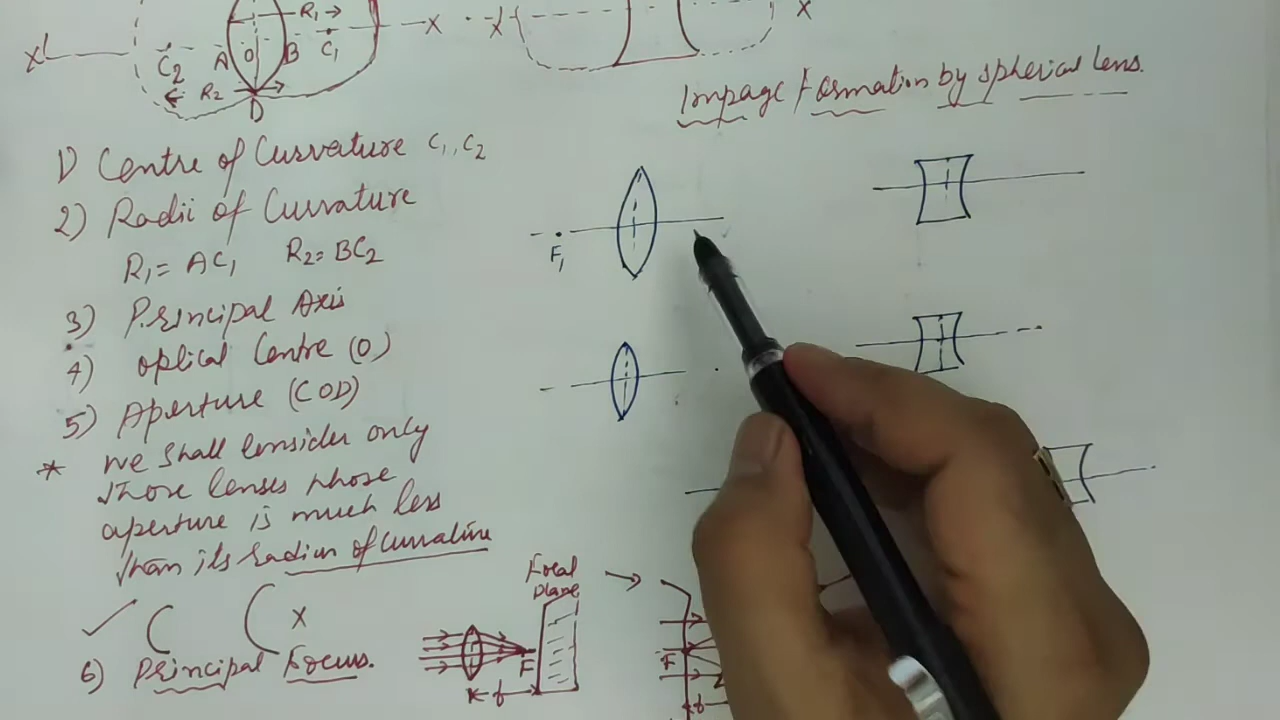 R₁ →
X' C₂ A O B C₁ X X' X
← R₂
D
Impage Formation by spherical lens.
1) Centre of Curvature C₁, C₂
2) Radii of Curvature
R₁ = AC₁ R₂ = BC₂
3) Principal Axis
4) optical Centre (O)
5) Aperture (COD)
* we shall consider only
those lenses whose
aperture is much less
than its radius of curvature
X
6) Principal Focus.
F₁
Focal
plane
F
f
F
f